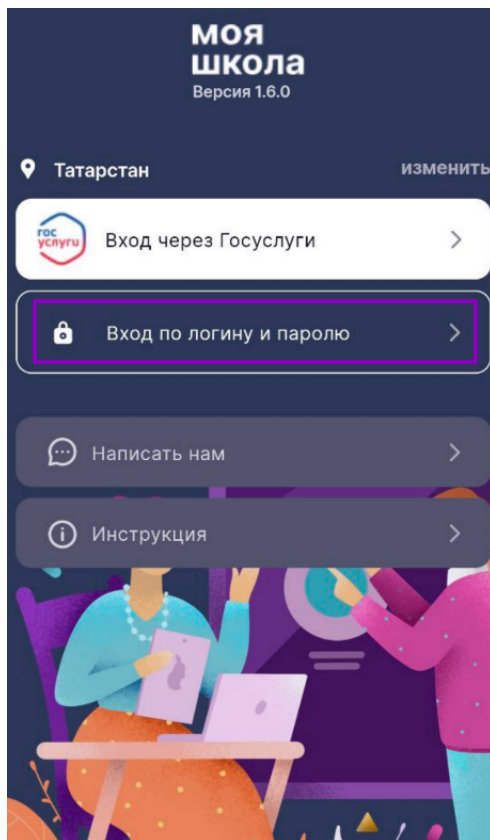 моя
школа
Версия 1.6.0
Татарстан изменить
гос
услуги
Вход через Госуслуги
Вход по логину и паролю
Написать нам
Инструкция